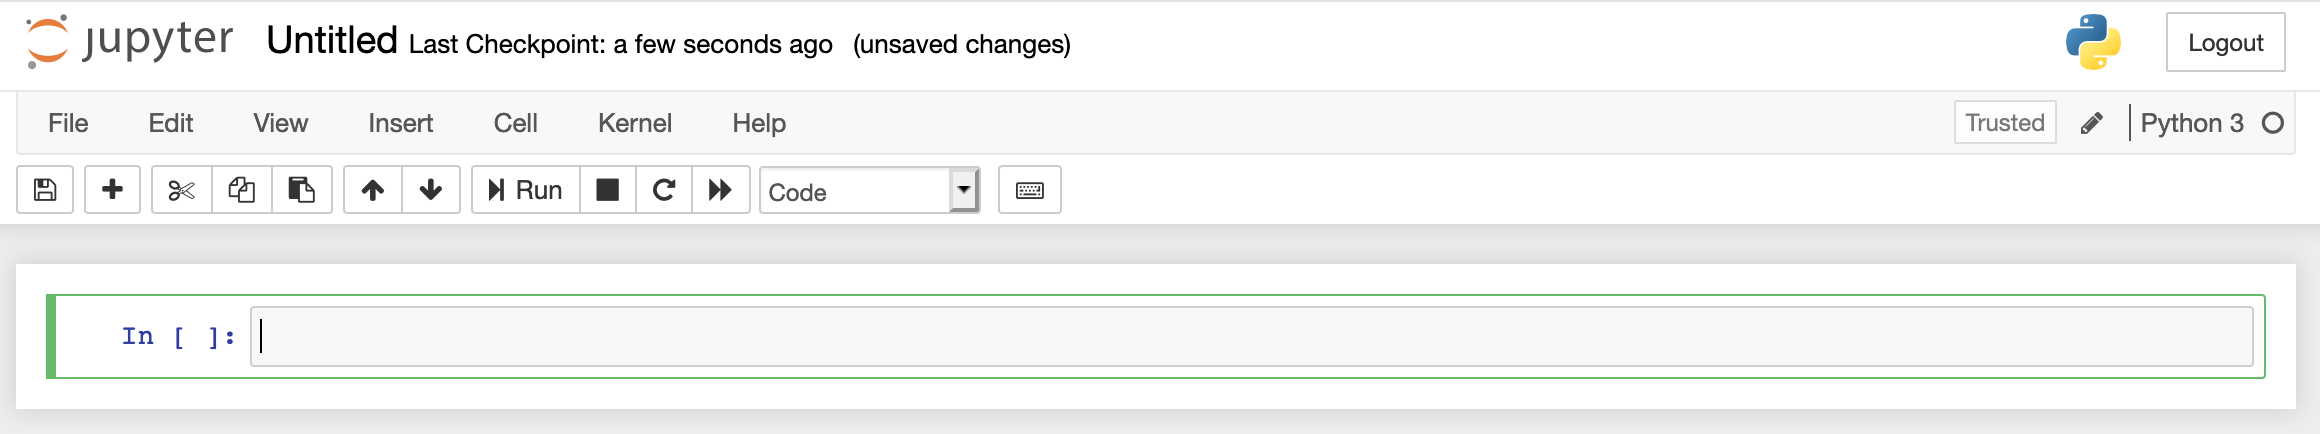 jupyter Untitled Last Checkpoint: a few seconds ago (unsaved changes) Logout
File Edit View Insert Cell Kernel Help Trusted Python 3
Run Code
In [ ]: